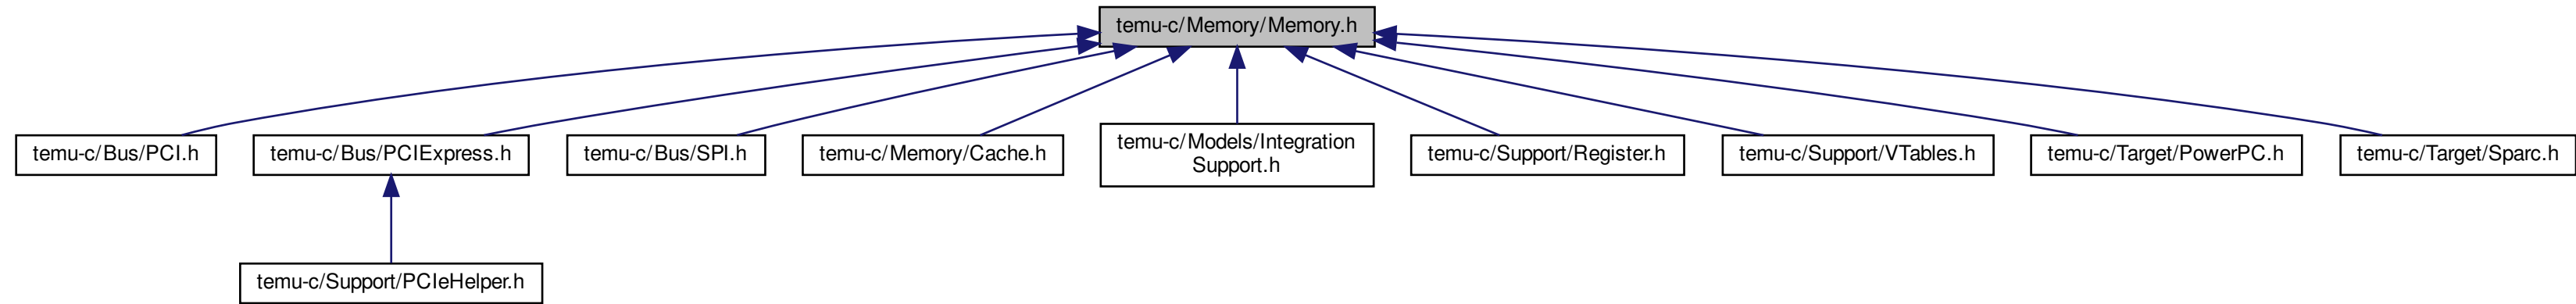 temu-c/Memory/Memory.h
temu-c/Bus/PCI.h
temu-c/Bus/PCIExpress.h
temu-c/Bus/SPI.h
temu-c/Memory/Cache.h
temu-c/Models/Integration
Support.h
temu-c/Support/Register.h
temu-c/Support/VTables.h
temu-c/Target/PowerPC.h
temu-c/Target/Sparc.h
temu-c/Support/PCIeHelper.h